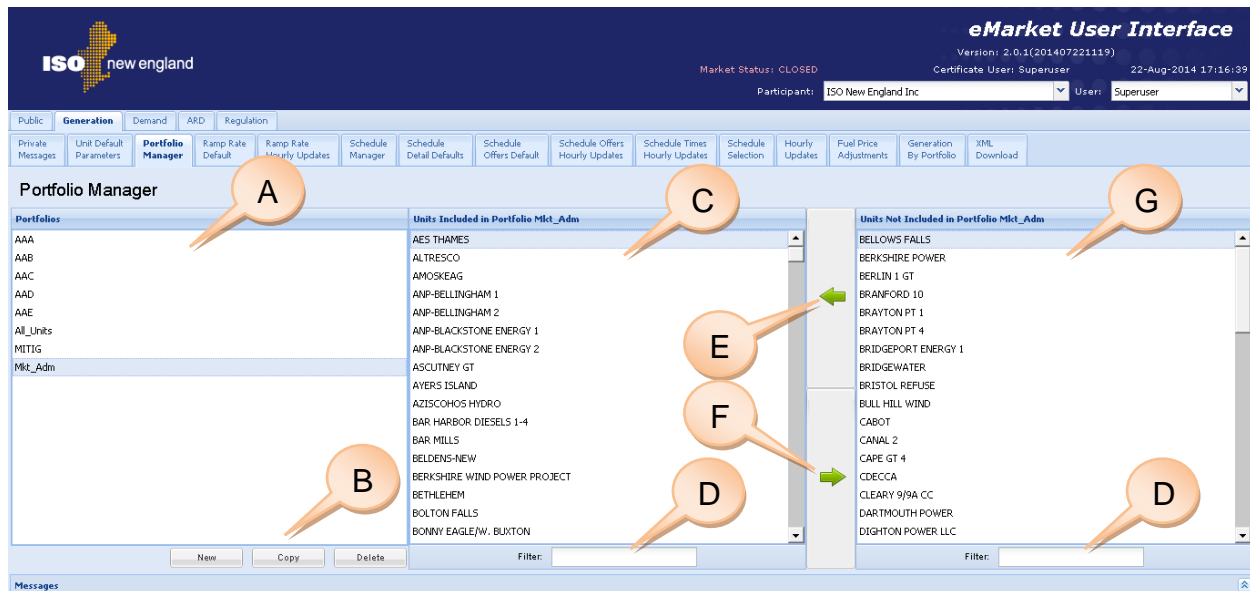 eMarket User Interface
ISO new england
Version: 2.0.1(201407221119)
Market Status: CLOSED Certificate User: Superuser 22-Aug-2014 17:16:39
Participant: ISO New England Inc User: Superuser
Public Generation Demand ARD Regulation
Private Messages Unit Default Parameters Portfolio Manager Ramp Rate Default Ramp Rate Hourly Updates Schedule Manager Schedule Detail Defaults Schedule Offers Default Schedule Offers Hourly Updates Schedule Times Hourly Updates Schedule Selection Hourly Updates Fuel Price Adjustments Generation By Portfolio XML Download
Portfolio Manager
A
C
G
Portfolios
AAA
AAB
AAC
AAD
AAE
All_Units
MITIG
Mkt_Adm
B
New Copy Delete
Units Included in Portfolio Mkt_Adm
AES THAMES
ALTRESCO
AMOSKEAG
ANP-BELLINGHAM 1
ANP-BELLINGHAM 2
ANP-BLACKSTONE ENERGY 1
ANP-BLACKSTONE ENERGY 2
ASCUTNEY GT
AYERS ISLAND
AZISCOHOS HYDRO
BAR HARBOR DIESELS 1-4
BAR MILLS
BELDENS-NEW
BERKSHIRE WIND POWER PROJECT
BETHLEHEM
BOLTON FALLS
BONNY EAGLE/W. BUXTON
D
Filter:
E
F
Units Not Included in Portfolio Mkt_Adm
BELLOWS FALLS
BERKSHIRE POWER
BERLIN 1 GT
BRANFORD 10
BRAYTON PT 1
BRAYTON PT 4
BRIDGEPORT ENERGY 1
BRIDGEWATER
BRISTOL REFUSE
BULL HILL WIND
CABOT
CANAL 2
CAPE GT 4
CDECCA
CLEARY 9/9A CC
DARTMOUTH POWER
DIGHTON POWER LLC
D
Filter:
Messages